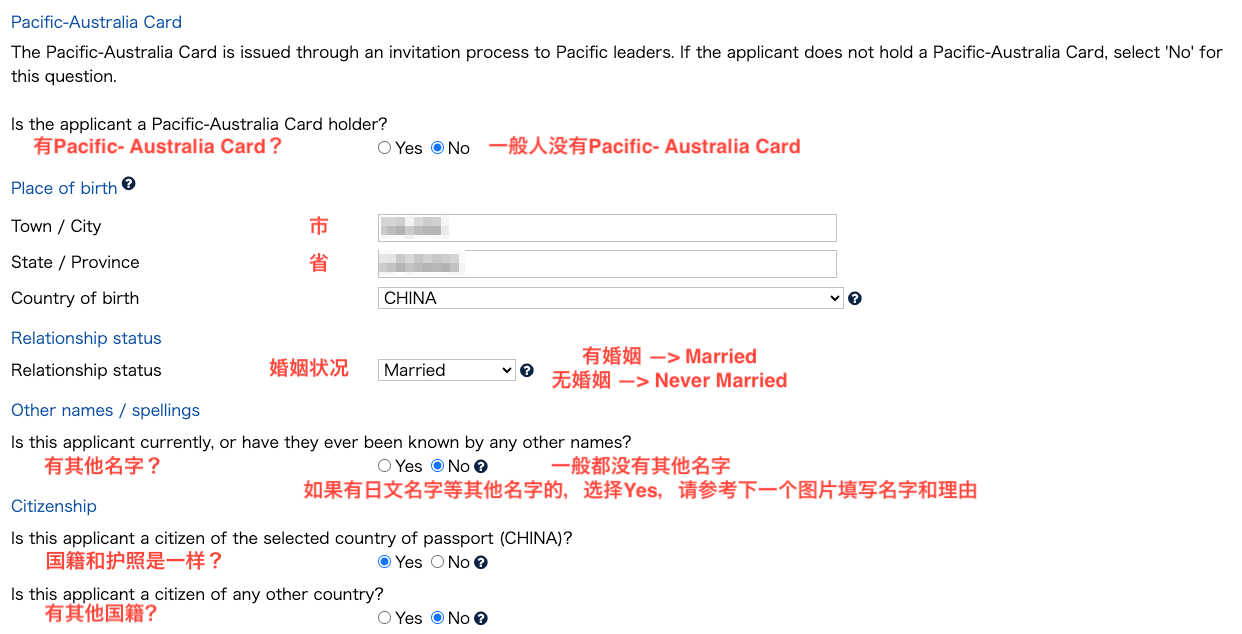 Pacific-Australia Card
The Pacific-Australia Card is issued through an invitation process to Pacific leaders. If the applicant does not hold a Pacific-Australia Card, select 'No' for
this question.
Is the applicant a Pacific-Australia Card holder?
有Pacific- Australia Card？ Yes No 一般人没有Pacific- Australia Card
Place of birth
Town / City 市
State / Province 省
Country of birth CHINA
Relationship status
有婚姻 —> Married
Relationship status 婚姻状况 Married
无婚姻 —> Never Married
Other names / spellings
Is this applicant currently, or have they ever been known by any other names?
有其他名字？ Yes No 一般都没有其他名字
如果有日文名字等其他名字的，选择Yes，请参考下一个图片填写名字和理由
Citizenship
Is this applicant a citizen of the selected country of passport (CHINA)?
国籍和护照是一样？ Yes No
Is this applicant a citizen of any other country?
有其他国籍? Yes No